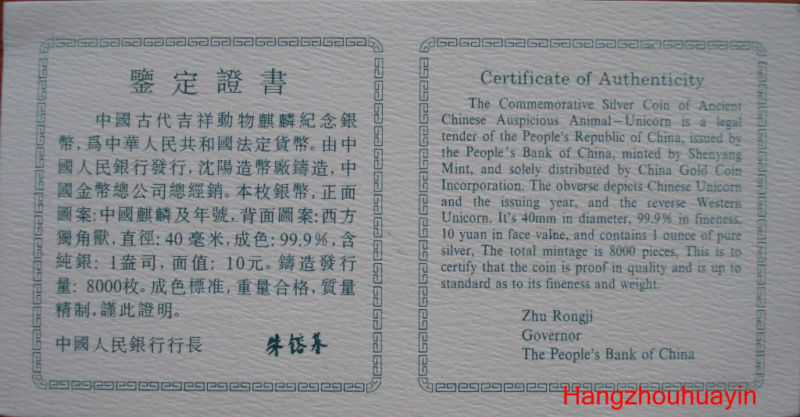 鑒定證書
中國古代吉祥動物麒麟紀念銀
幣，爲中華人民共和國法定貨幣。由中
國人民銀行發行，沈陽造幣廠鑄造，中
國金幣總公司總經銷。本枚銀幣，正面
圖案：中國麒麟及年號，背面圖案：西方
獨角獸，直徑：40毫米，成色：99.9%，含
純銀：1盎司，面值：10元。鑄造發行
量：8000枚。成色標准，重量合格，質量
精制，謹此證明。
中國人民銀行行長 朱鎔基
Certificate of Authenticity
The Commemorative Silver Coin of Ancient
Chinese Auspicious Animal—Unicorn is a legal
tender of the People's Republic of China, issued by
the People's Bank of China, minted by Shenyang
Mint, and solely distributed by China Gold Coin
Incorporation. The obverse depicts Chinese Unicorn
and the issuing year, and the reverse Western
Unicorn. It's 40mm in diameter, 99.9% in fineness,
10 yuan in face value, and contains 1 ounce of pure
silver. The total mintage is 8000 pieces. This is to
certify that the coin is proof in quality and is up to
standard as to its fineness and weight.
Zhu Rongji
Governor
The People's Bank of China
Hangzhouhuayin